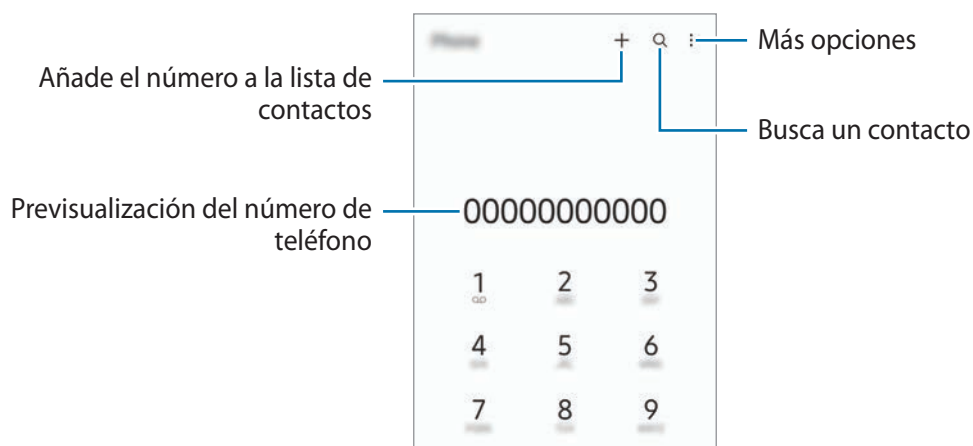 Más opciones
Añade el número a la lista de
contactos
Busca un contacto
Previsualización del número de
teléfono
00000000000
1 2 3
4 5 6
7 8 9